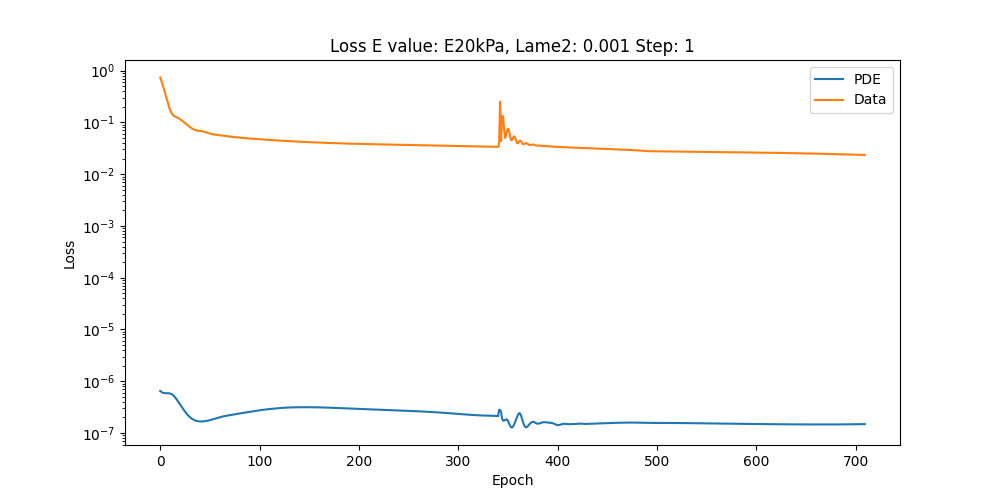 Loss E value: E20kPa, Lame2: 0.001 Step: 1
PDE
Data
10⁰
10⁻¹
10⁻²
10⁻³
10⁻⁴
10⁻⁵
10⁻⁶
10⁻⁷
Loss
0 100 200 300 400 500 600 700
Epoch